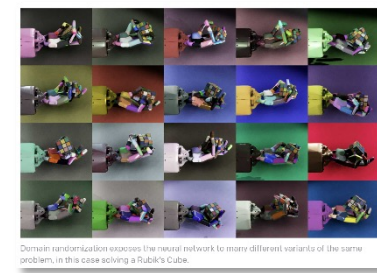 Domain randomization exposes the neural network to many different variants of the same
problem, in this case solving a Rubik's Cube.